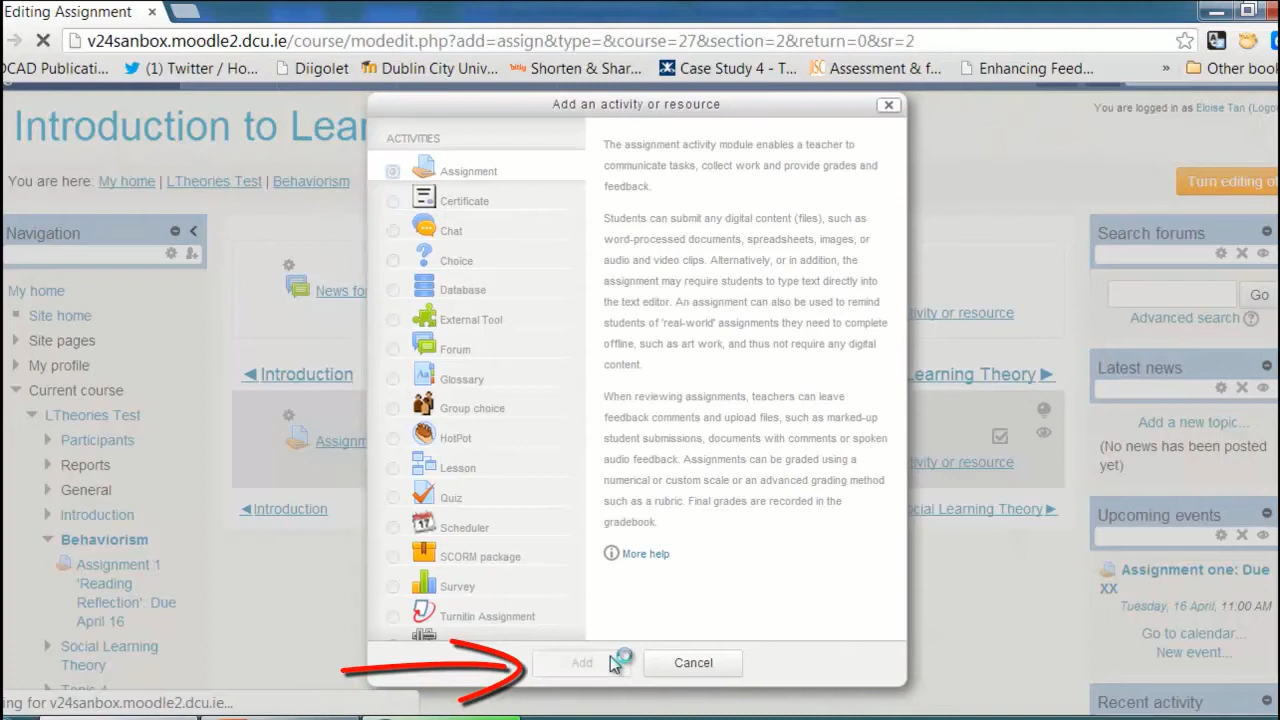 Editing Assignment
v24sanbox.moodle2.dcu.ie/course/modedit.php?add=assign&type=&course=27&section=2&return=0&sr=2
OCAD Publicati... (1) Twitter / Ho... Diigolet Dublin City Univ... bitly Shorten & Shar... Case Study 4 - T... SC Assessment & f... Enhancing Feed... » Other book
Introduction to Lear
You are logged in as Eloise Tan (Logo
You are here: My home | LTheories Test | Behaviorism
Turn editing o
Navigation
My home
Site home
Site pages
My profile
Current course
LTheories Test
Participants
Reports
General
Introduction
Behaviorism
Assignment 1
'Reading
Reflection': Due
April 16
Social Learning
Theory
Topic 4
ing for v24sanbox.moodle2.dcu.ie...
News fo
Introduction
Assignm
Introduction
Add an activity or resource
ACTIVITIES
Assignment
Certificate
Chat
Choice
Database
External Tool
Forum
Glossary
Group choice
HotPot
Lesson
Quiz
Scheduler
SCORM package
Survey
Turnitin Assignment
The assignment activity module enables a teacher to
communicate tasks, collect work and provide grades and
feedback.
Students can submit any digital content (files), such as
word-processed documents, spreadsheets, images, or
audio and video clips. Alternatively, or in addition, the
assignment may require students to type text directly into
the text editor. An assignment can also be used to remind
students of 'real-world' assignments they need to complete
offline, such as art work, and thus not require any digital
content.
When reviewing assignments, teachers can leave
feedback comments and upload files, such as marked-up
student submissions, documents with comments or spoken
audio feedback. Assignments can be graded using a
numerical or custom scale or an advanced grading method
such as a rubric. Final grades are recorded in the
gradebook.
More help
Add
Cancel
tivity or resource
Learning Theory
tivity or resource
ocial Learning Theory
Search forums
Go
Advanced search
Latest news
Add a new topic...
(No news has been posted
yet)
Upcoming events
Assignment one: Due
XX
Tuesday, 16 April, 11:00 AM
Go to calendar...
New event...
Recent activity